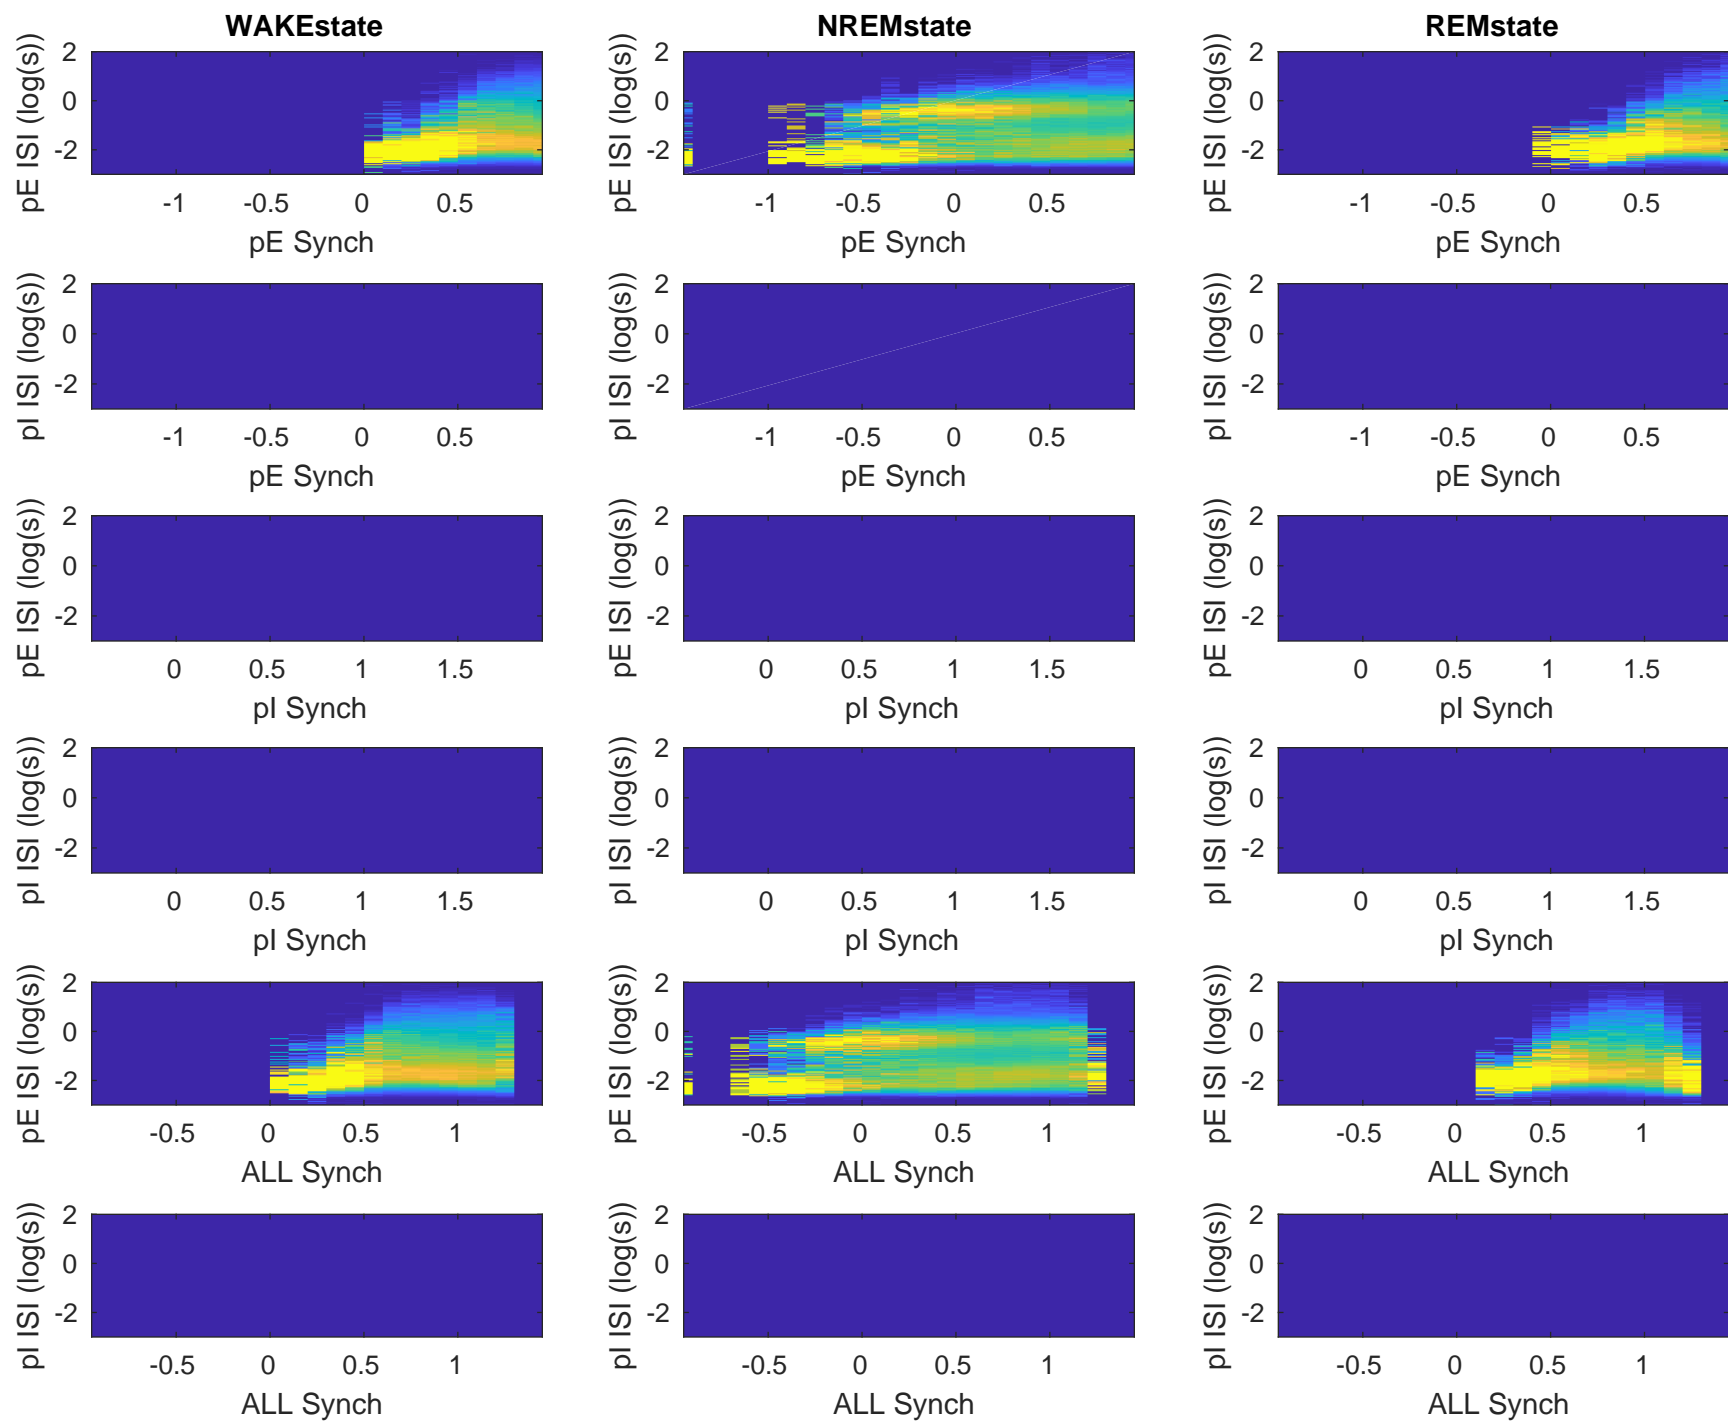 WAKEstate NREMstate REMstate
pE ISI (log(s)) 2 0 -2 pE ISI (log(s)) 2 0 -2 pE ISI (log(s)) 2 0 -2
-1 -0.5 0 0.5 -1 -0.5 0 0.5 -1 -0.5 0 0.5
pE Synch pE Synch pE Synch
pI ISI (log(s)) 2 0 -2 pI ISI (log(s)) 2 0 -2 pI ISI (log(s)) 2 0 -2
-1 -0.5 0 0.5 -1 -0.5 0 0.5 -1 -0.5 0 0.5
pE Synch pE Synch pE Synch
pE ISI (log(s)) 2 0 -2 pE ISI (log(s)) 2 0 -2 pE ISI (log(s)) 2 0 -2
0 0.5 1 1.5 0 0.5 1 1.5 0 0.5 1 1.5
pI Synch pI Synch pI Synch
pI ISI (log(s)) 2 0 -2 pI ISI (log(s)) 2 0 -2 pI ISI (log(s)) 2 0 -2
0 0.5 1 1.5 0 0.5 1 1.5 0 0.5 1 1.5
pI Synch pI Synch pI Synch
pE ISI (log(s)) 2 0 -2 pE ISI (log(s)) 2 0 -2 pE ISI (log(s)) 2 0 -2
-0.5 0 0.5 1 -0.5 0 0.5 1 -0.5 0 0.5 1
ALL Synch ALL Synch ALL Synch
pI ISI (log(s)) 2 0 -2 pI ISI (log(s)) 2 0 -2 pI ISI (log(s)) 2 0 -2
-0.5 0 0.5 1 -0.5 0 0.5 1 -0.5 0 0.5 1
ALL Synch ALL Synch ALL Synch